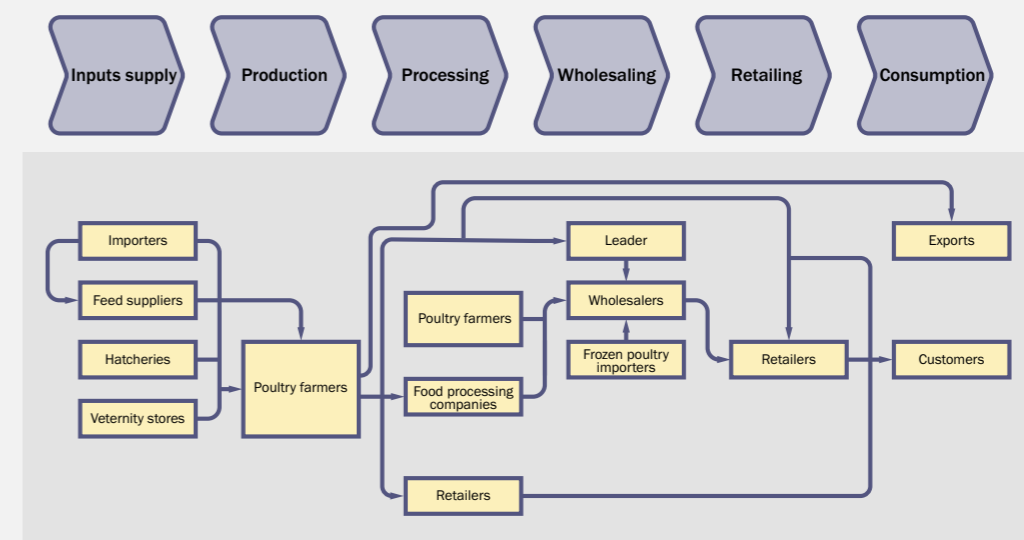 Inputs supply
Production
Processing
Wholesaling
Retailing
Consumption
Importers
Leader
Exports
Feed suppliers
Poultry farmers
Wholesalers
Hatcheries
Poultry farmers
Frozen poultry
importers
Retailers
Customers
Food processing
companies
Veternity stores
Retailers